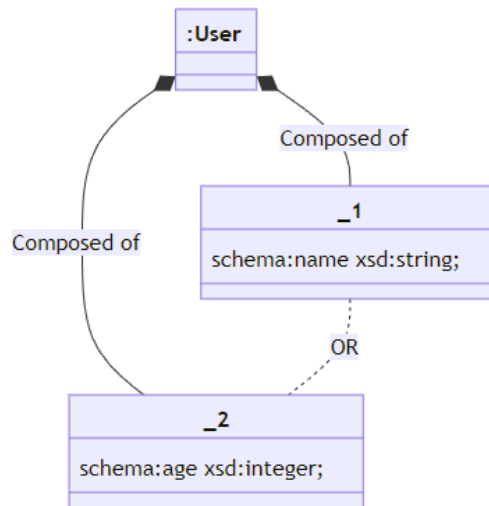 :User
Composed of
_1
Composed of
schema:name xsd:string;
OR
_2
schema:age xsd:integer;